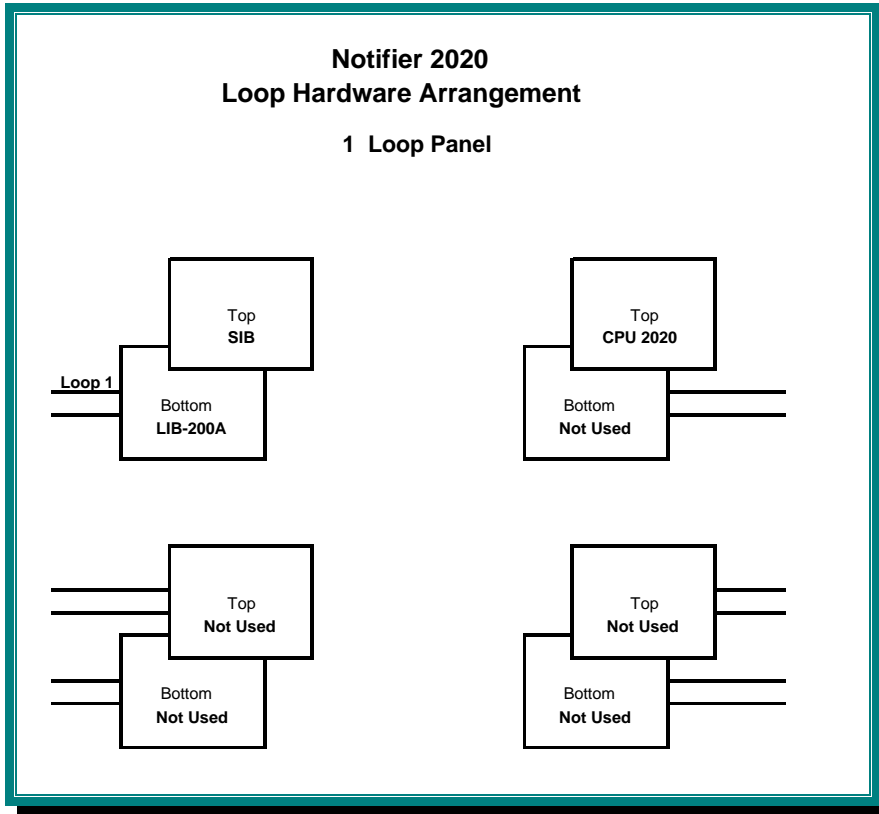 Notifier 2020
Loop Hardware Arrangement
1 Loop Panel
Top
SIB
Loop 1
Bottom
LIB-200A
Top
CPU 2020
Bottom
Not Used
Top
Not Used
Bottom
Not Used
Top
Not Used
Bottom
Not Used